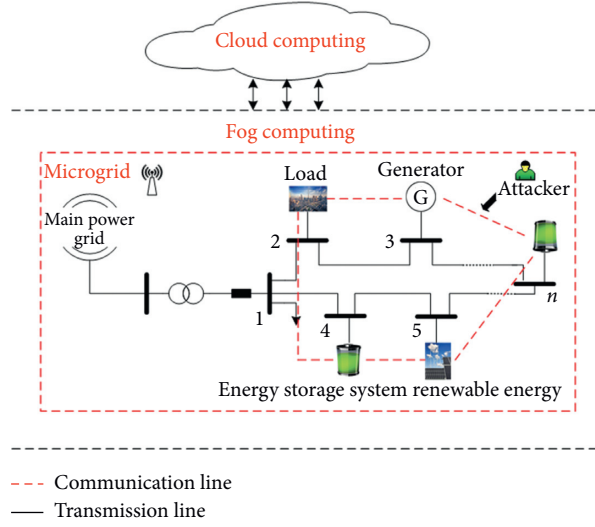 Cloud computing
Fog computing
Microgrid
Load
Generator
G
Attacker
Main power
grid
2
3
n
1
4
5
Energy storage system renewable energy
Communication line
Transmission line